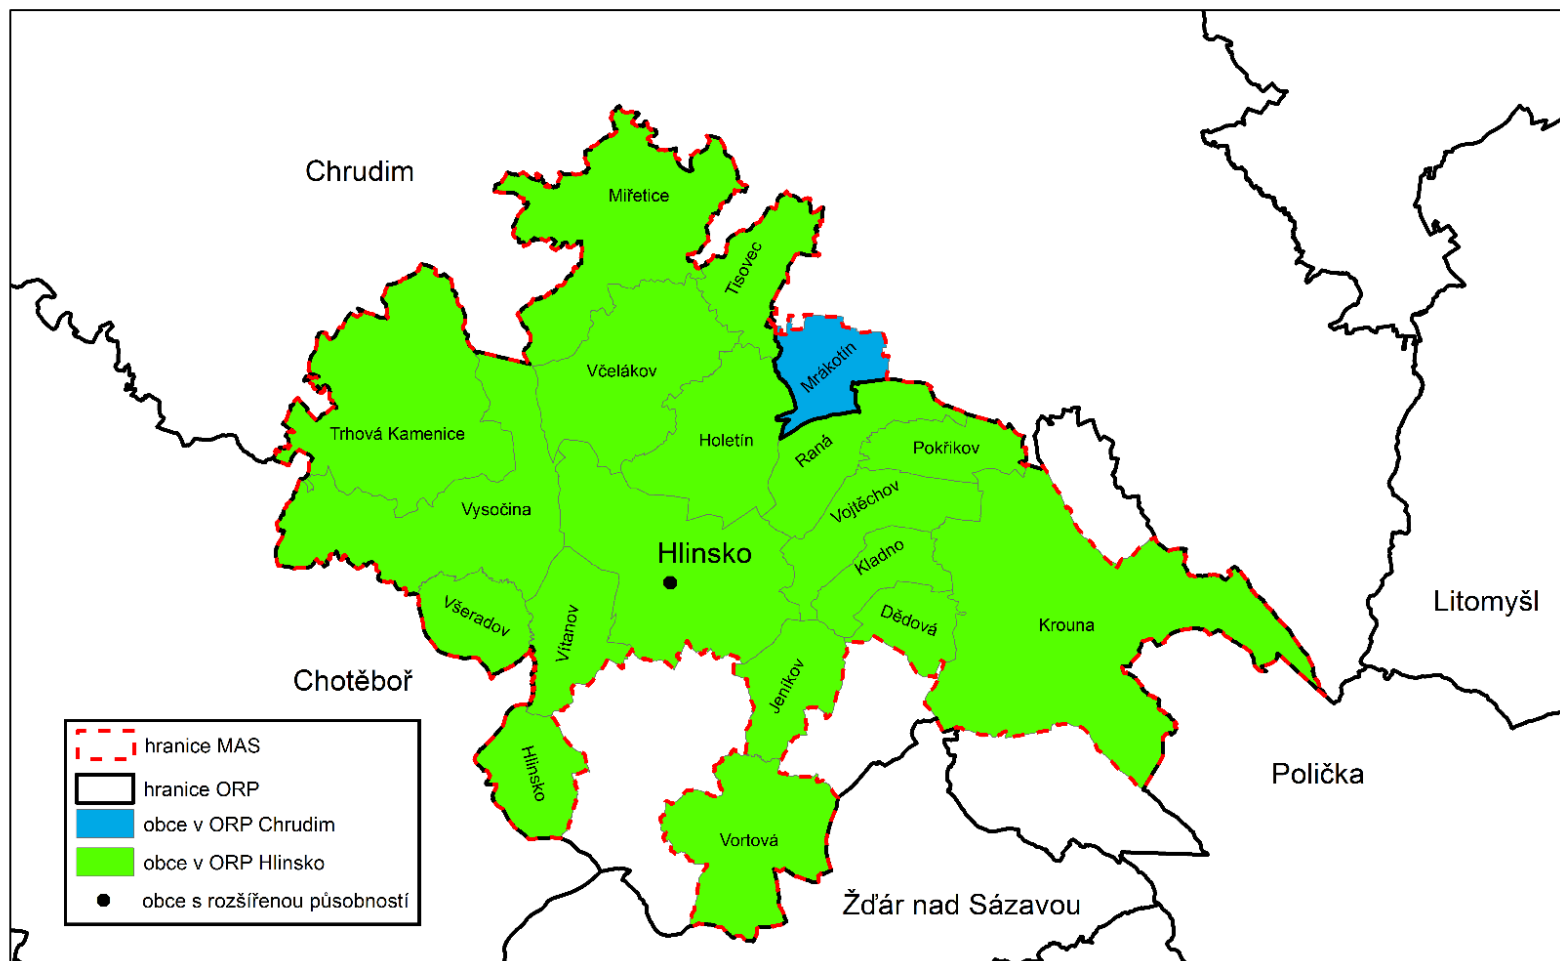 Chrudim
Miřetice
Tisovec
Mrákotín
Včelákov
Trhová Kamenice
Holetín
Raná
Pokřikov
Vysočina
Vojtěchov
Hlinsko
Kladno
Všeradov
Vítanov
Dědová
Krouna
Litomyšl
Chotěboř
Jeníkov
Hlinsko
Polička
Vortová
Žďár nad Sázavou
hranice MAS
hranice ORP
obce v ORP Chrudim
obce v ORP Hlinsko
obce s rozšířenou působností